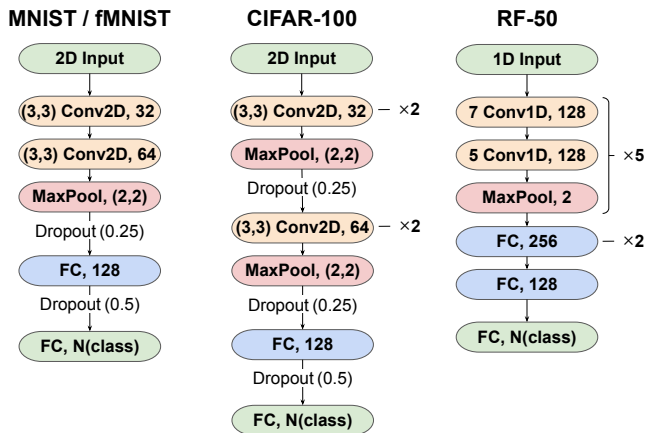 MNIST / fMNIST
2D Input
(3,3) Conv2D, 32
(3,3) Conv2D, 64
MaxPool, (2,2)
Dropout (0.25)
FC, 128
Dropout (0.5)
FC, N(class)
CIFAR-100
2D Input
(3,3) Conv2D, 32
×2
MaxPool, (2,2)
Dropout (0.25)
(3,3) Conv2D, 64
×2
MaxPool, (2,2)
Dropout (0.25)
FC, 128
Dropout (0.5)
FC, N(class)
RF-50
1D Input
7 Conv1D, 128
5 Conv1D, 128
×5
MaxPool, 2
FC, 256
×2
FC, 128
FC, N(class)